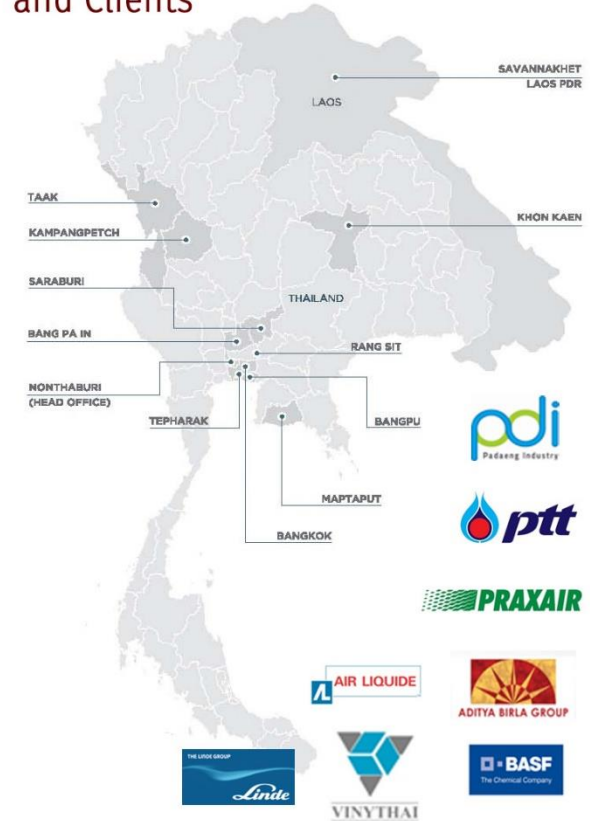 and Clients
SAVANNAKHET
LAOS PDR
LAOS
TAAK
KHON KAEN
KAMPANGPETCH
SARABURI
THAILAND
BANG PA IN
RANG SIT
NONTHABURI
(HEAD OFFICE)
TEPHARAK
BANGPU
pdi
Padaeng Industry
MAPTAPUT
ptt
BANGKOK
PRAXAIR
AL AIR LIQUIDE
ADITYA BIRLA GROUP
THE LINDE GROUP
Linde
VINYTHAI
BASF
The Chemical Company